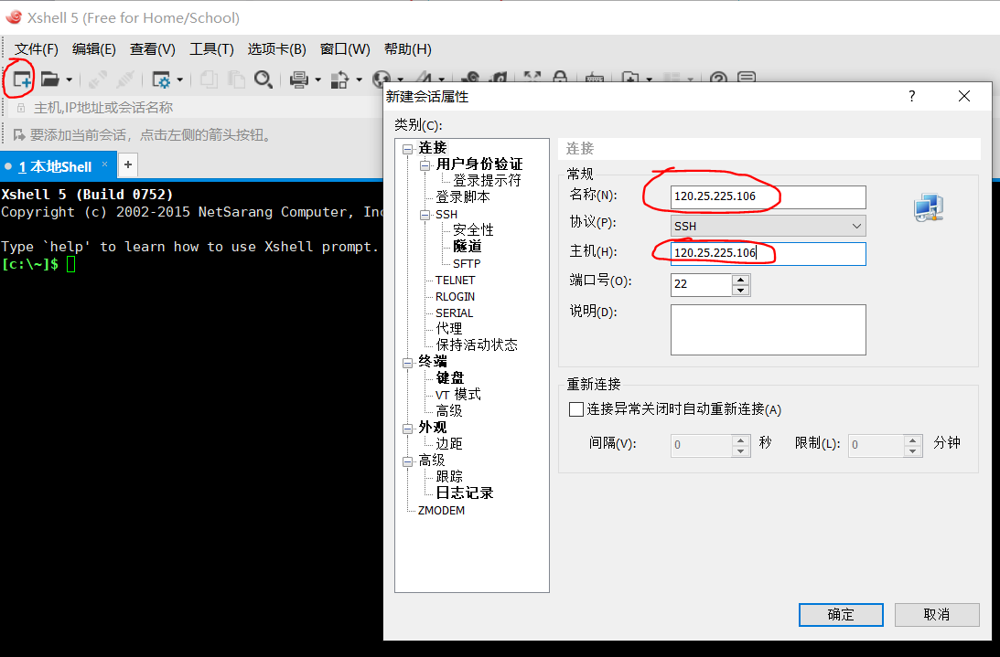 Xshell 5 (Free for Home/School)
文件(F) 编辑(E) 查看(V) 工具(T) 选项卡(B) 窗口(W) 帮助(H)
主机,IP地址或会话名称
要添加当前会话，点击左侧的箭头按钮。
1 本地Shell × +
Xshell 5 (Build 0752)
Copyright (c) 2002-2015 NetSarang Computer, Inc
Type `help' to learn how to use Xshell prompt.
[c:\~]$
新建会话属性 ?
类别(C):
连接
用户身份验证
登录提示符
登录脚本
SSH
安全性
隧道
SFTP
TELNET
RLOGIN
SERIAL
代理
保持活动状态
终端
键盘
VT 模式
高级
外观
边距
高级
跟踪
日志记录
ZMODEM
连接
常规
名称(N): 120.25.225.106
协议(P): SSH
主机(H): 120.25.225.106
端口号(O): 22
说明(D):
重新连接
连接异常关闭时自动重新连接(A)
间隔(V): 0 秒 限制(L): 0 分钟
确定 取消